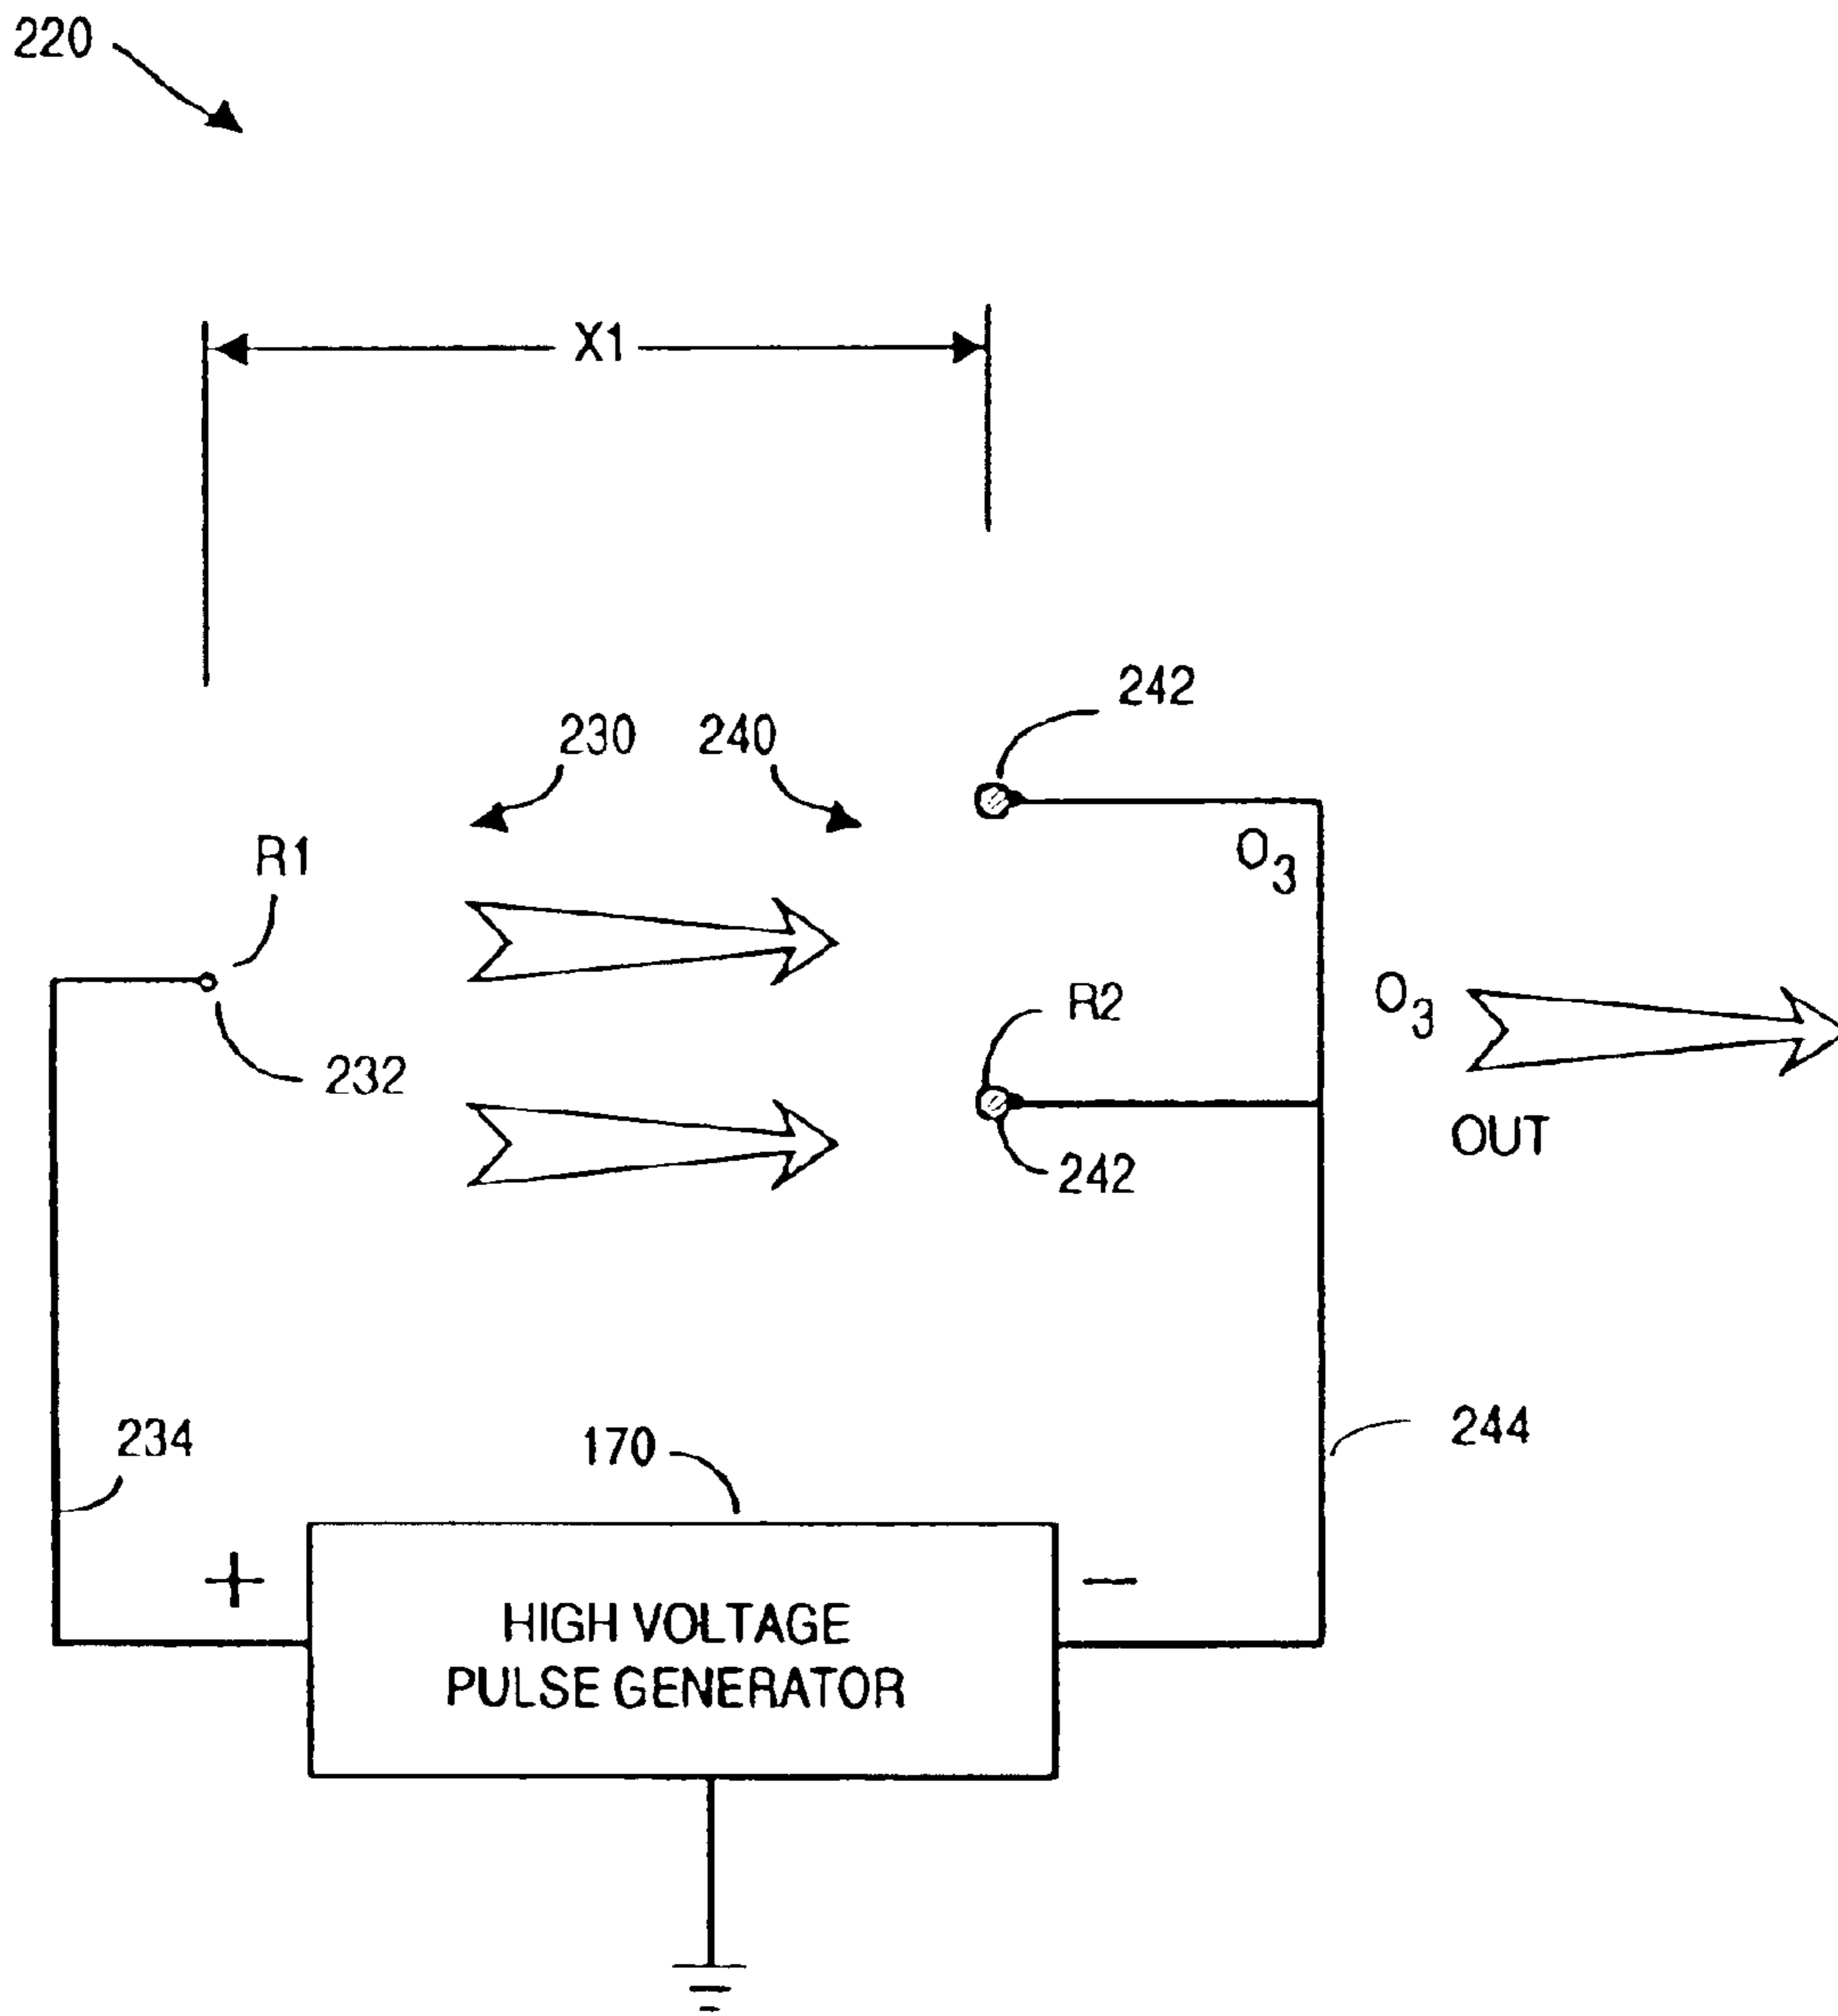 220
X1
242
230
240
R1
O3
R2
O3
232
OUT
242
234
170
244
+
−
HIGH VOLTAGE
PULSE GENERATOR